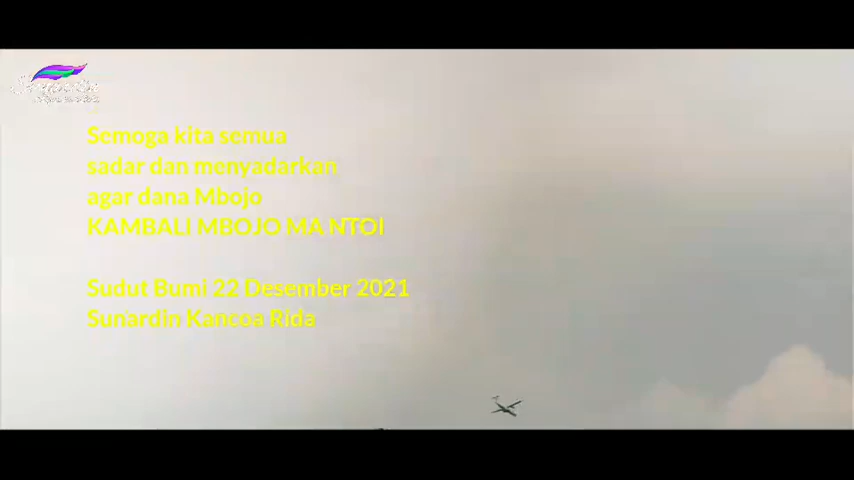 Semoga kita semua
sadar dan menyadarkan
agar dana Mbojo
KAMBALI MBOJO MA NTOI
Sudut Bumi 22 Desember 2021
Sunardin Kancoa Rida